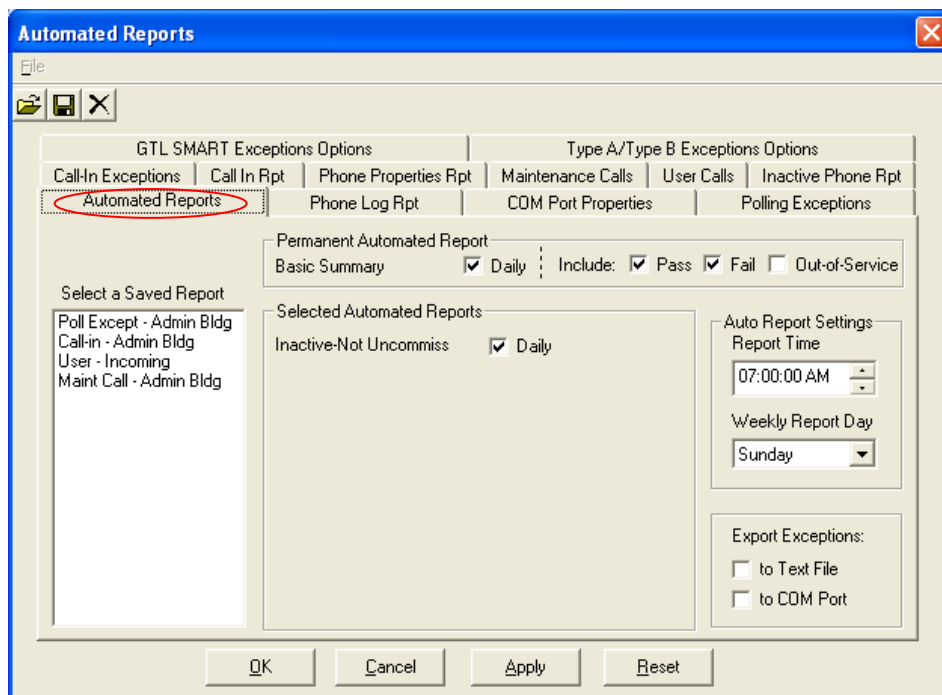 Automated Reports
File
GTL SMART Exceptions Options
Type A/Type B Exceptions Options
Call-In Exceptions
Call In Rpt
Phone Properties Rpt
Maintenance Calls
User Calls
Inactive Phone Rpt
Automated Reports
Phone Log Rpt
COM Port Properties
Polling Exceptions
Permanent Automated Report
Basic Summary
Daily
Include:
Pass
Fail
Out-of-Service
Select a Saved Report
Poll Except - Admin Bldg
Call-in - Admin Bldg
User - Incoming
Maint Call - Admin Bldg
Selected Automated Reports
Inactive-Not Uncommiss
Daily
Auto Report Settings
Report Time
07:00:00 AM
Weekly Report Day
Sunday
Export Exceptions:
to Text File
to COM Port
OK
Cancel
Apply
Reset